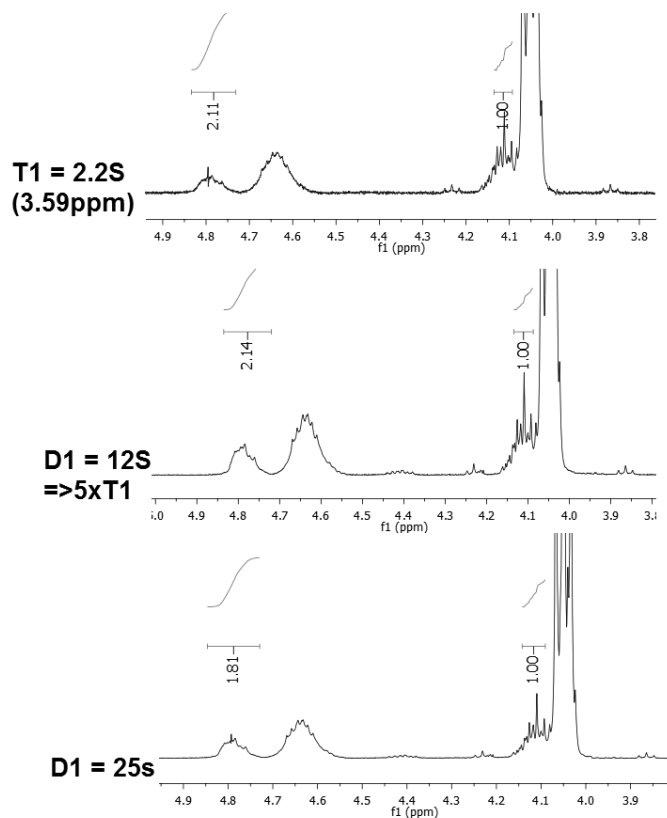 2.11
1.00
T1 = 2.2S
(3.59ppm)
4.9 4.8 4.7 4.6 4.5 4.4 4.3 4.2 4.1 4.0 3.9 3.8
f1 (ppm)
2.14
1.00
D1 = 12S
=>5xT1
5.0 4.9 4.8 4.7 4.6 4.5 4.4 4.3 4.2 4.1 4.0 3.9 3.8
f1 (ppm)
1.81
1.00
D1 = 25s
4.9 4.8 4.7 4.6 4.5 4.4 4.3 4.2 4.1 4.0 3.9
f1 (ppm)